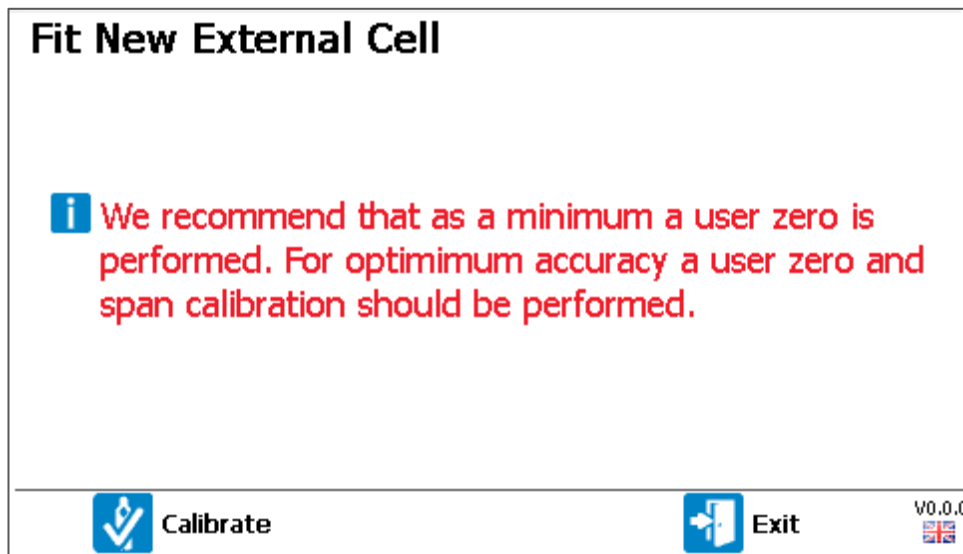 Fit New External Cell
i We recommend that as a minimum a user zero is
performed. For optimimum accuracy a user zero and
span calibration should be performed.
Calibrate
Exit
V0.0.0